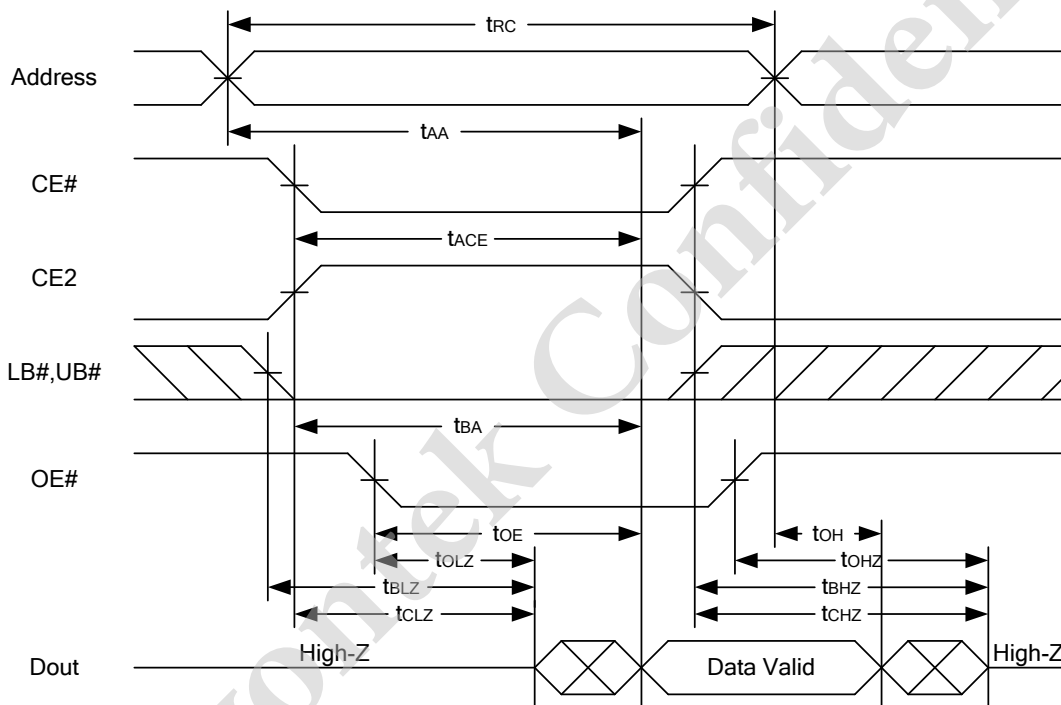 tRC
Address
tAA
CE#
tACE
CE2
LB#,UB#
tBA
OE#
tOE
tOH
tOLZ
tOHZ
tBLZ
tBHZ
tCLZ
tCHZ
High-Z
Dout
Data Valid
High-Z